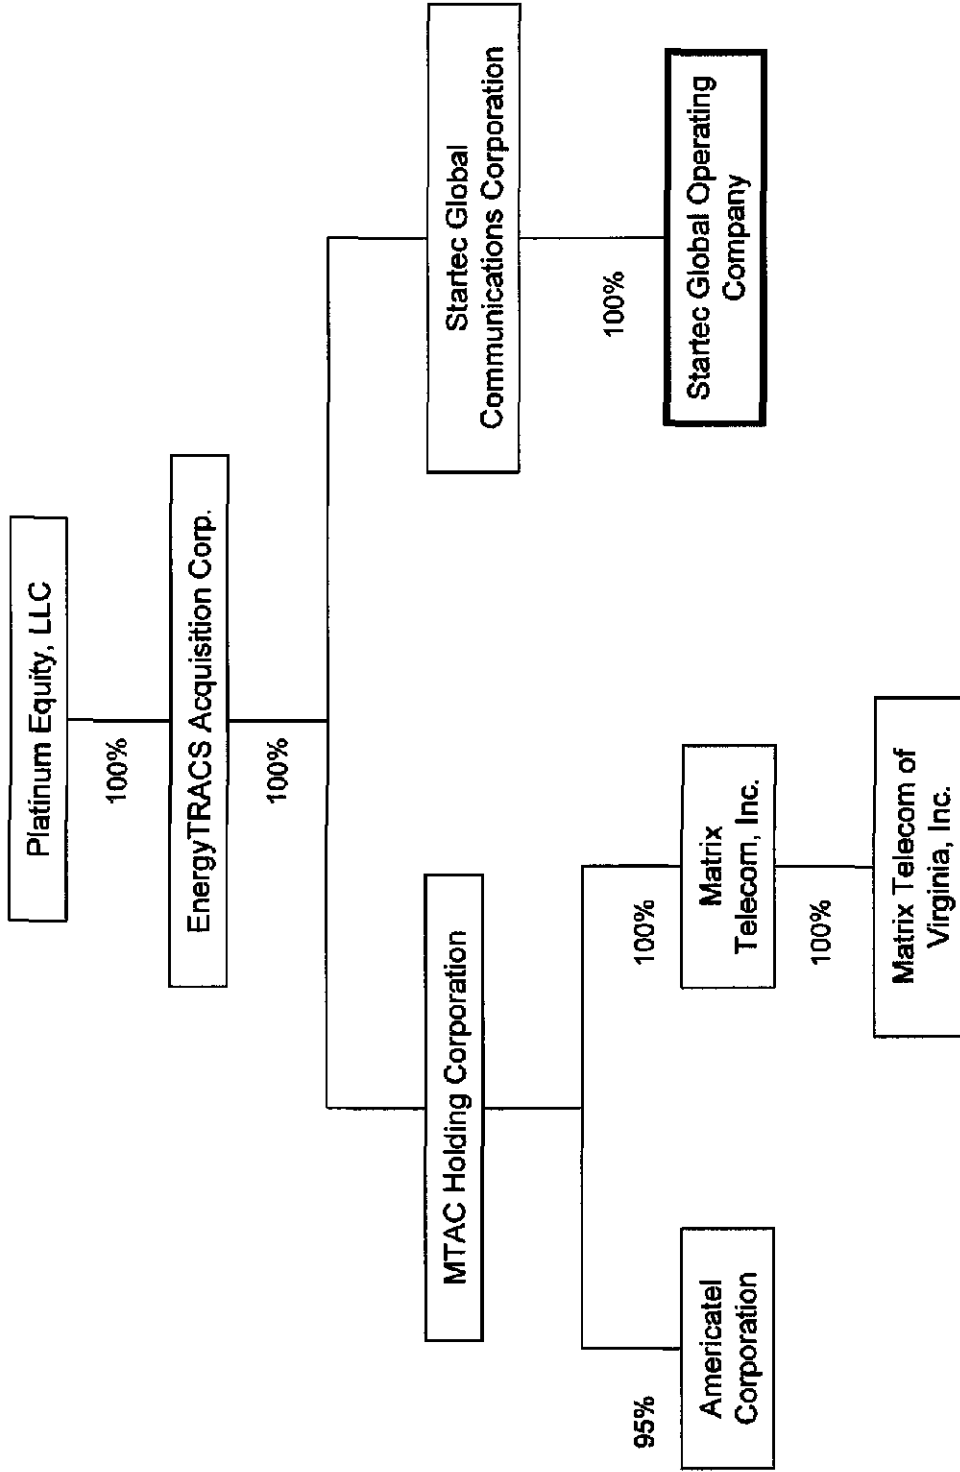 Platinum Equity, LLC
100%
EnergyTRACS Acquisition Corp.
100%
MTAC Holding Corporation
Startec Global
Communications Corporation
95%
100%
100%
Americatel
Corporation
Matrix
Telecom, Inc.
Startec Global Operating
Company
100%
Matrix Telecom of
Virginia, Inc.